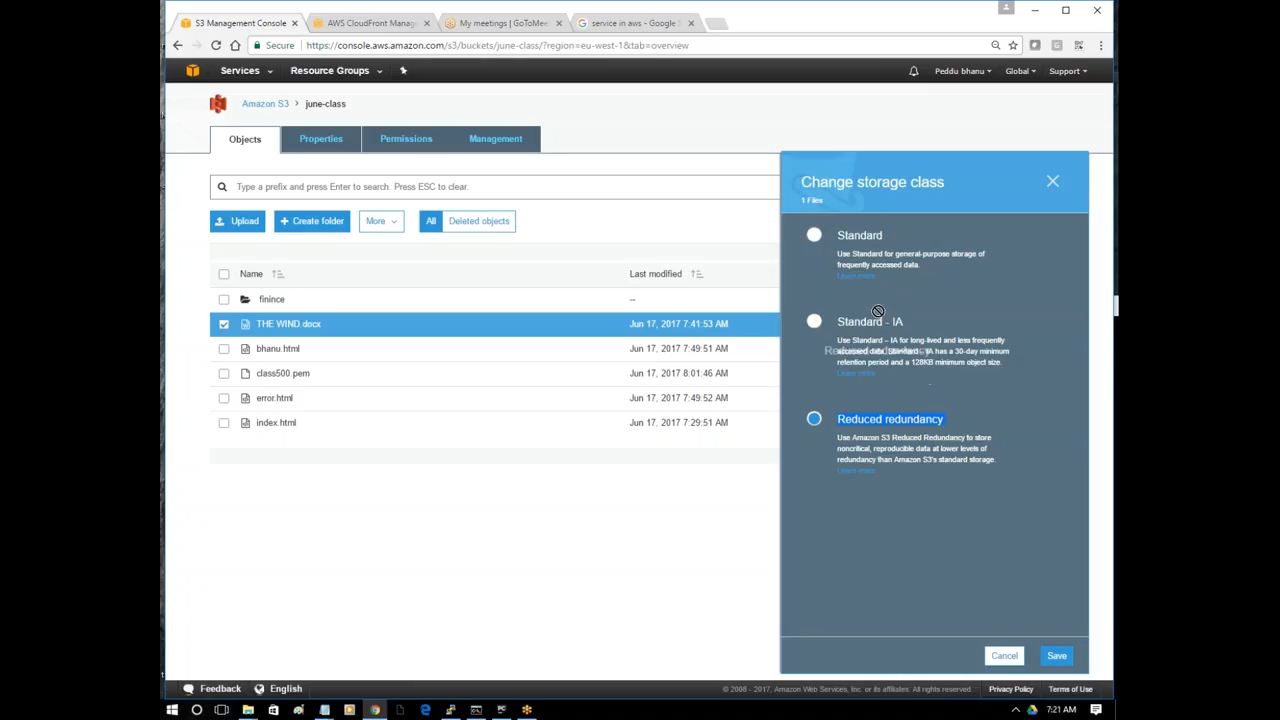 S3 Management Console
AWS CloudFront Manag
My meetings | GoToMee
service in aws - Google S
Secure
https://console.aws.amazon.com/s3/buckets/june-class/?region=eu-west-1&tab=overview
Services
Resource Groups
Peddu bhanu
Global
Support
Amazon S3 > june-class
Objects
Properties
Permissions
Management
Type a prefix and press Enter to search. Press ESC to clear.
Upload
+ Create folder
More
All
Deleted objects
Name
Last modified
finince
--
THE WIND.docx
Jun 17, 2017 7:41:53 AM
bhanu.html
Jun 17, 2017 7:49:51 AM
class500.pem
Jun 17, 2017 8:01:46 AM
error.html
Jun 17, 2017 7:49:52 AM
index.html
Jun 17, 2017 7:29:51 AM
Change storage class
1 Files
Standard
Use Standard for general-purpose storage of
frequently accessed data.
Learn more
Standard - IA
Use Standard – IA for long-lived and less frequently
accessed data. Standard – IA has a 30-day minimum
retention period and a 128KB minimum object size.
Learn more
Reduced redundancy
Use Amazon S3 Reduced Redundancy to store
noncritical, reproducible data at lower levels of
redundancy than Amazon S3's standard storage.
Learn more
Cancel
Save
Feedback
English
© 2008 - 2017, Amazon Web Services, Inc. or its affiliates. All rights reserved.
Privacy Policy
Terms of Use
7:21 AM